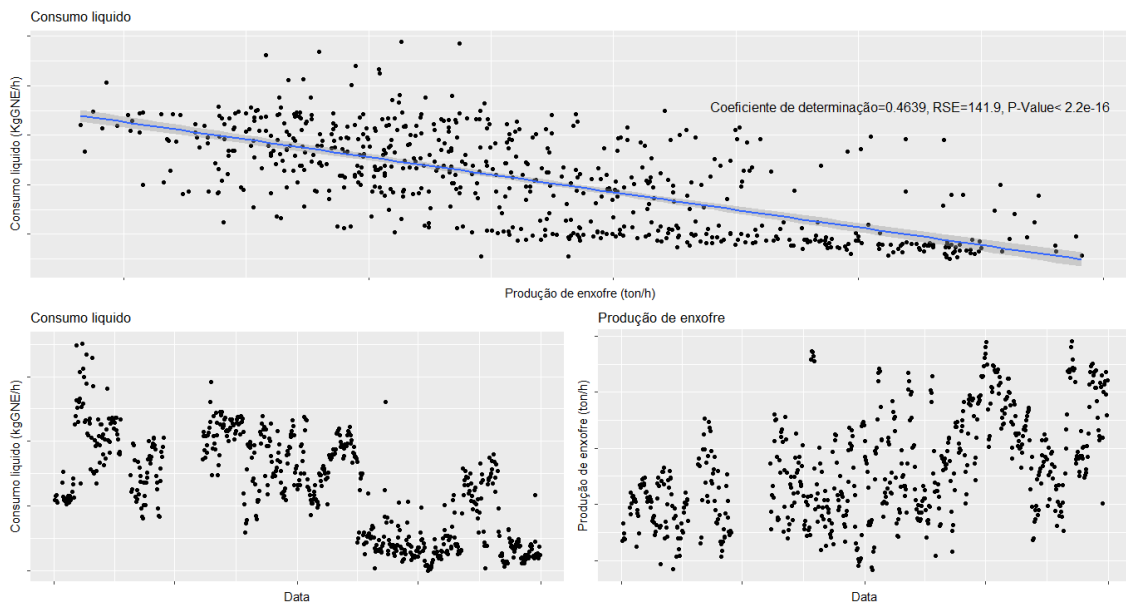 Consumo liquido
Consumo liquido (KgGNE/h)
Coeficiente de determinação=0.4639, RSE=141.9, P-Value< 2.2e-16
Produção de enxofre (ton/h)
Consumo liquido
Consumo liquido (kgGNE/h)
Data
Produção de enxofre
Produção de enxofre (ton/h)
Data